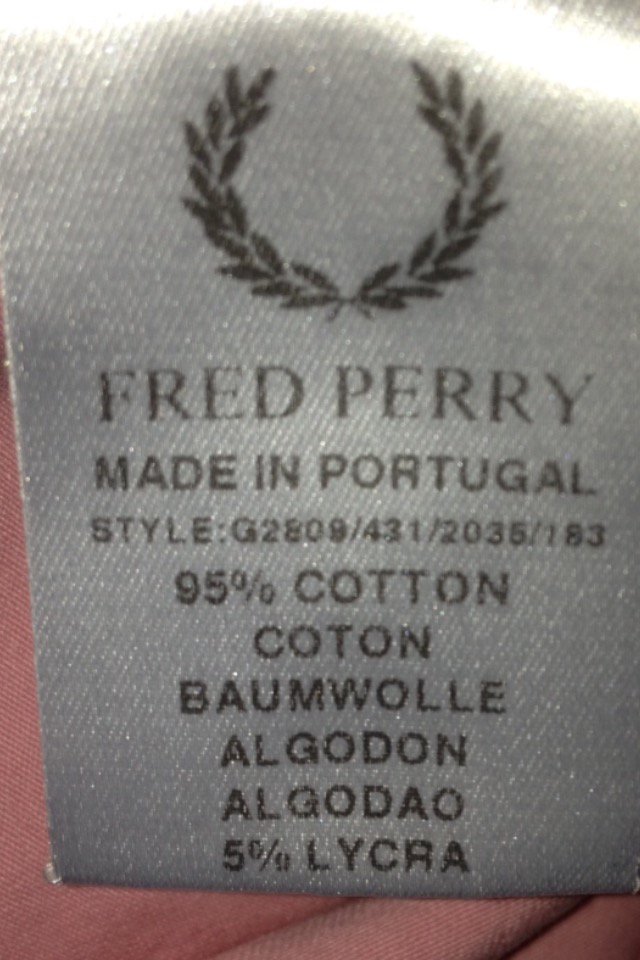 FRED PERRY
MADE IN PORTUGAL
STYLE:G2809/431/2035/183
95% COTTON
COTON
BAUMWOLLE
ALGODON
ALGODAO
5% LYCRA